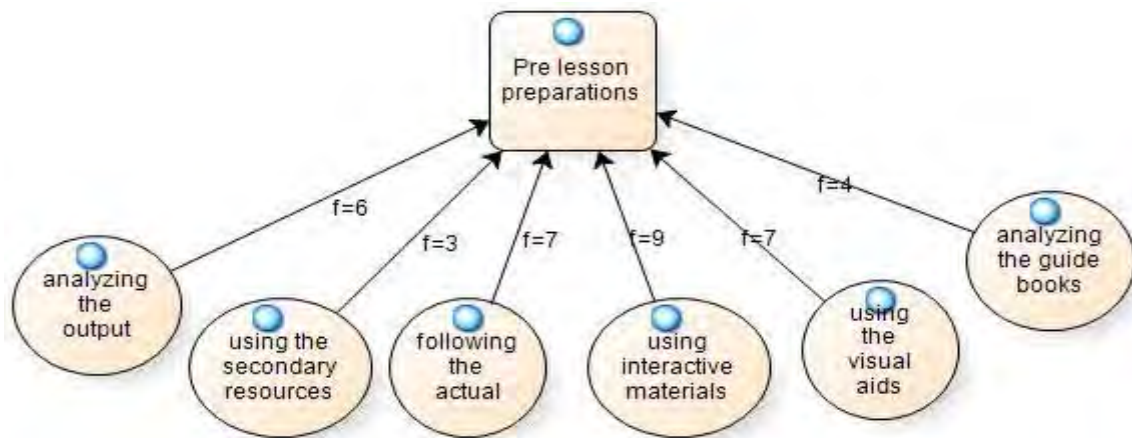 Pre lesson
preparations
f=6
f=3
f=7
f=9
f=7
f=4
analyzing
the
output
using the
secondary
resources
following
the
actual
using
interactive
materials
using
the
visual
aids
analyzing
the guide
books